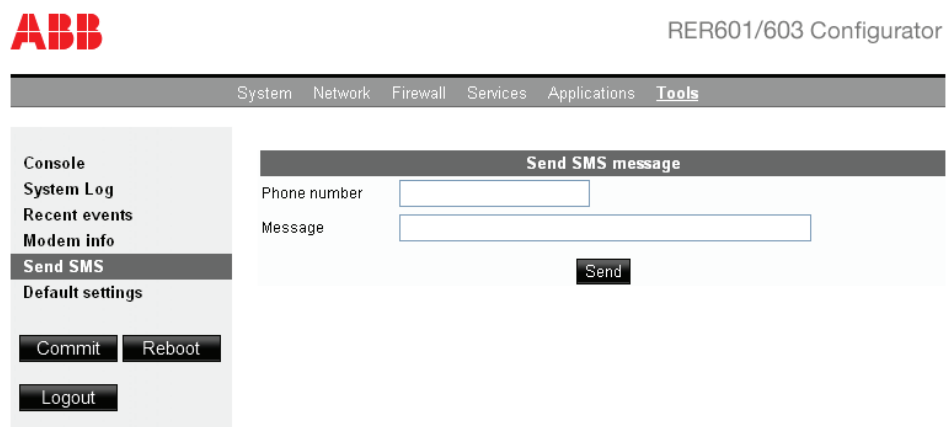 ABB RER601/603 Configurator
System Network Firewall Services Applications Tools
Console
System Log
Recent events
Modem info
Send SMS
Default settings
Commit Reboot
Logout
Send SMS message
Phone number
Message
Send